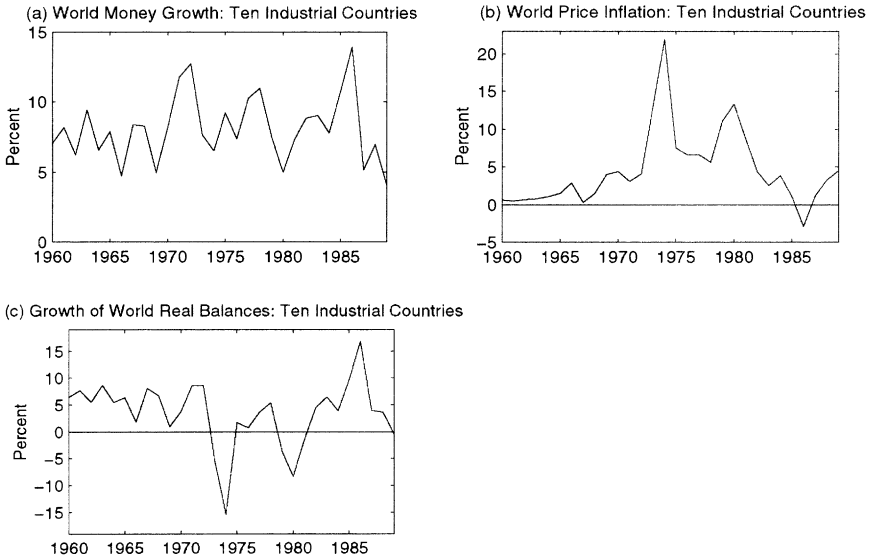 (a) World Money Growth: Ten Industrial Countries
15
10
5
0
Percent
1960 1965 1970 1975 1980 1985
(b) World Price Inflation: Ten Industrial Countries
20
15
10
5
0
−5
Percent
1960 1965 1970 1975 1980 1985
(c) Growth of World Real Balances: Ten Industrial Countries
15
10
5
0
−5
−10
−15
Percent
1960 1965 1970 1975 1980 1985